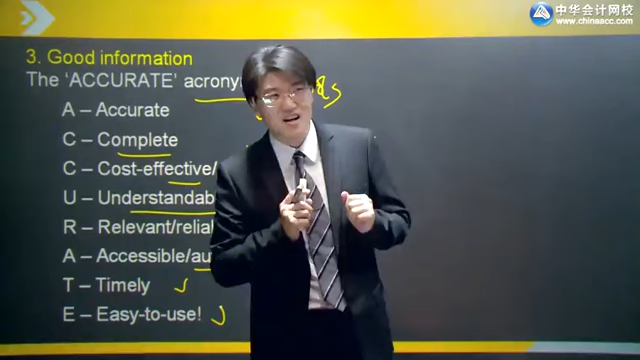 中华会计网校
www.chinaacc.com
3. Good information
The ‘ACCURATE’ acrony
A – Accurate
C – Complete
C – Cost-effective/
U – Understandab
R – Relevant/relia
A – Accessible/au
T – Timely
E – Easy-to-use!